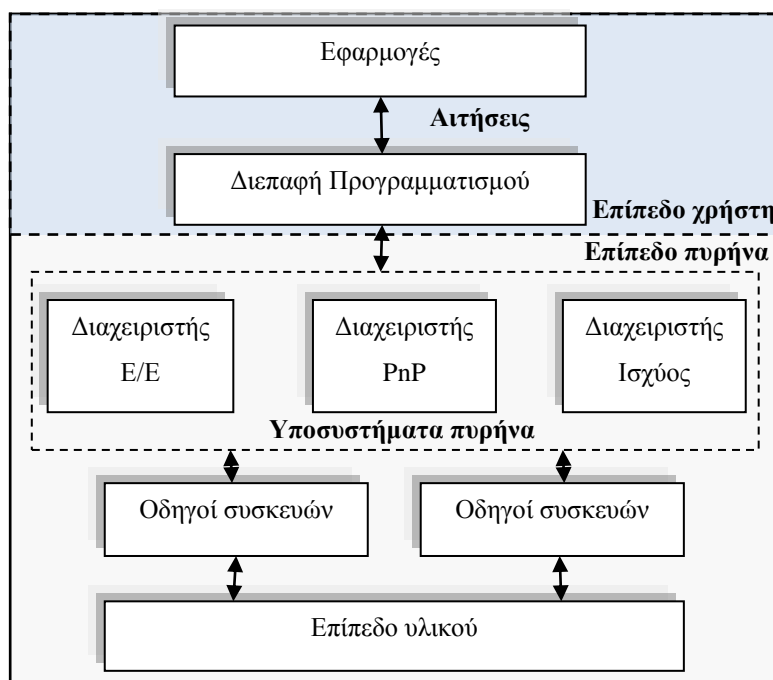 Εφαρμογές
Αιτήσεις
Διεπαφή Προγραμματισμού
Επίπεδο χρήστη
Επίπεδο πυρήνα
Διαχειριστής
Ε/Ε
Διαχειριστής
PnP
Διαχειριστής
Ισχύος
Υποσυστήματα πυρήνα
Οδηγοί συσκευών
Οδηγοί συσκευών
Επίπεδο υλικού